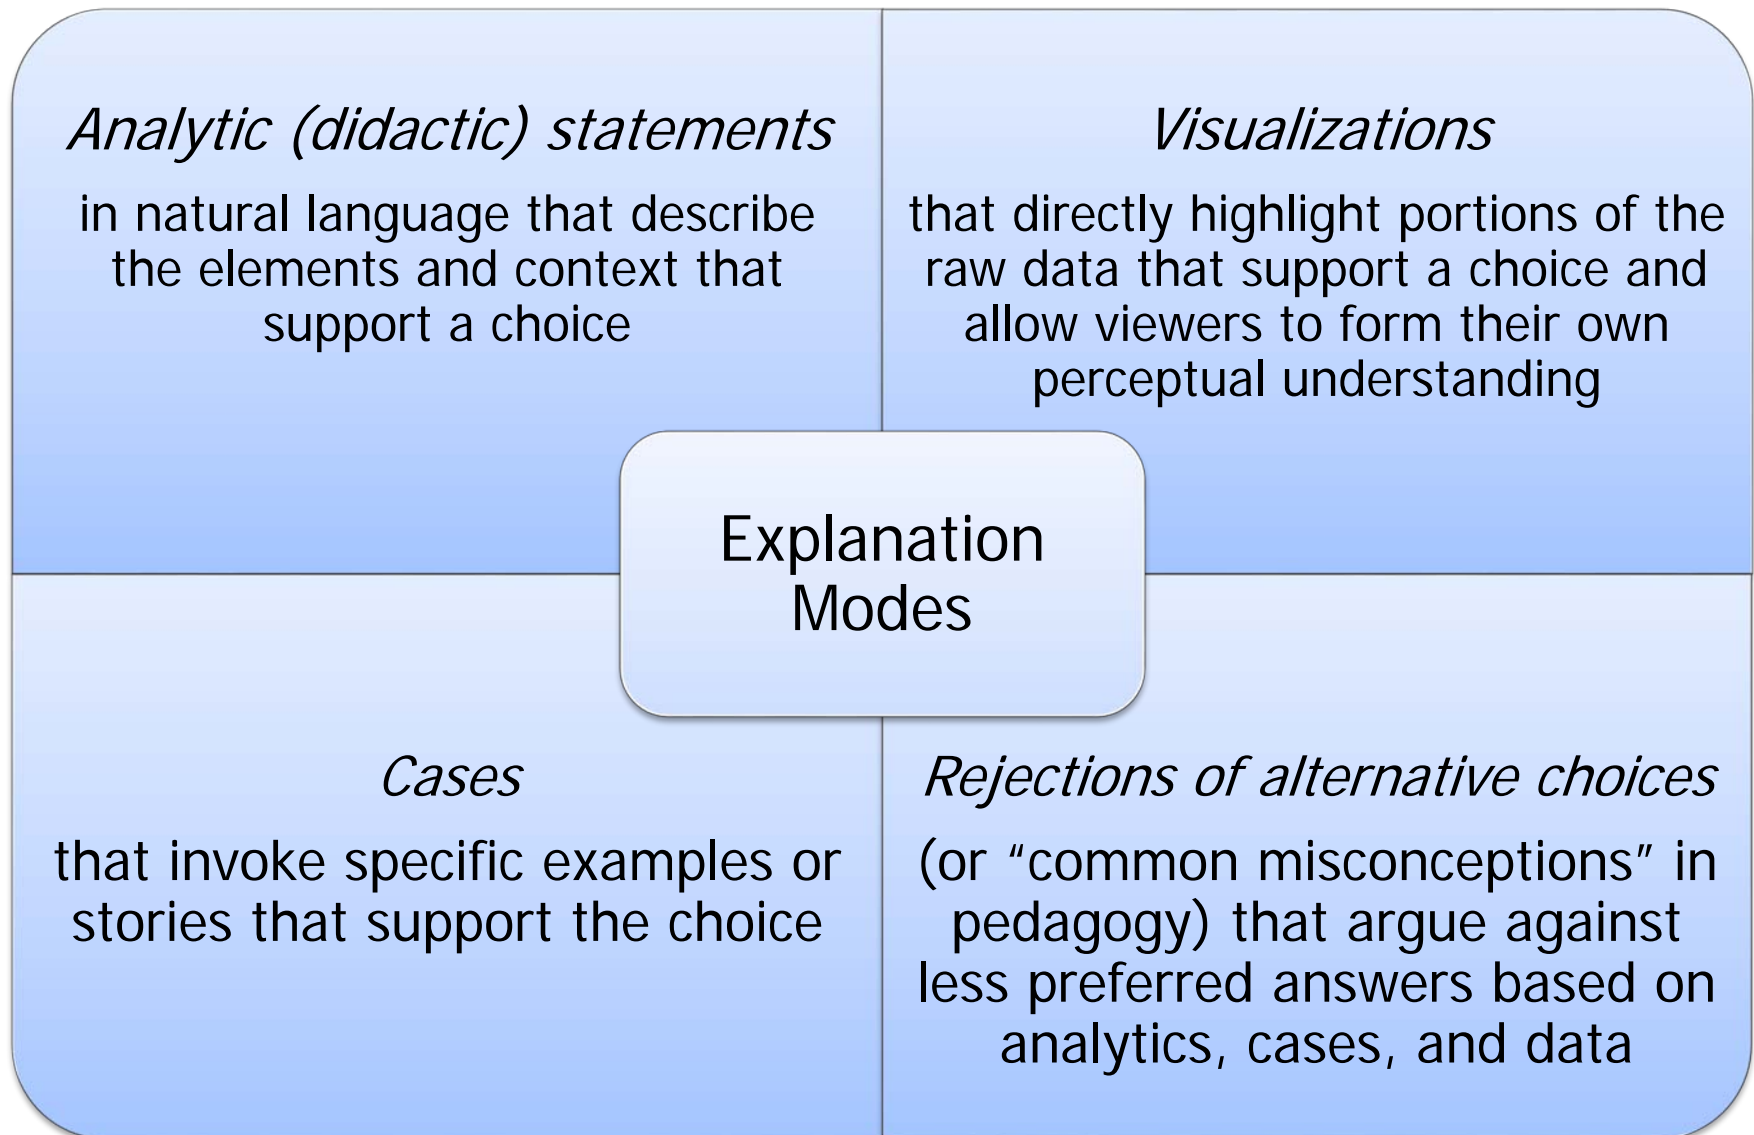 Analytic (didactic) statements
in natural language that describe
the elements and context that
support a choice
Visualizations
that directly highlight portions of the
raw data that support a choice and
allow viewers to form their own
perceptual understanding
Explanation
Modes
Cases
that invoke specific examples or
stories that support the choice
Rejections of alternative choices
(or “common misconceptions” in
pedagogy) that argue against
less preferred answers based on
analytics, cases, and data